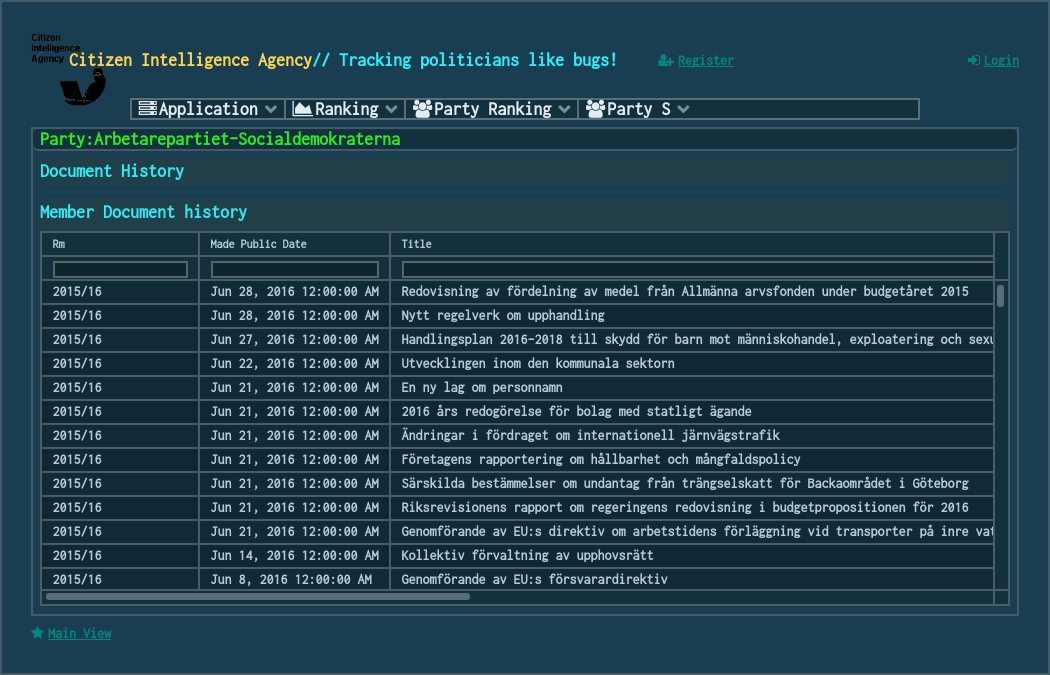 Citizen
Intelligence
Agency
Citizen Intelligence Agency// Tracking politicians like bugs!
Register
Login
Application
Ranking
Party Ranking
Party S
Party:Arbetarepartiet-Socialdemokraterna
Document History
Member Document history
Rm Made Public Date Title
2015/16 Jun 28, 2016 12:00:00 AM Redovisning av fördelning av medel från Allmänna arvsfonden under budgetåret 2015
2015/16 Jun 28, 2016 12:00:00 AM Nytt regelverk om upphandling
2015/16 Jun 27, 2016 12:00:00 AM Handlingsplan 2016-2018 till skydd för barn mot människohandel, exploatering och sexu
2015/16 Jun 22, 2016 12:00:00 AM Utvecklingen inom den kommunala sektorn
2015/16 Jun 21, 2016 12:00:00 AM En ny lag om personnamn
2015/16 Jun 21, 2016 12:00:00 AM 2016 års redogörelse för bolag med statligt ägande
2015/16 Jun 21, 2016 12:00:00 AM Ändringar i fördraget om internationell järnvägstrafik
2015/16 Jun 21, 2016 12:00:00 AM Företagens rapportering om hållbarhet och mångfaldspolicy
2015/16 Jun 21, 2016 12:00:00 AM Särskilda bestämmelser om undantag från trängselskatt för Backaområdet i Göteborg
2015/16 Jun 21, 2016 12:00:00 AM Riksrevisionens rapport om regeringens redovisning i budgetpropositionen för 2016
2015/16 Jun 21, 2016 12:00:00 AM Genomförande av EU:s direktiv om arbetstidens förläggning vid transporter på inre vat
2015/16 Jun 14, 2016 12:00:00 AM Kollektiv förvaltning av upphovsrätt
2015/16 Jun 8, 2016 12:00:00 AM Genomförande av EU:s försvarardirektiv
Main View